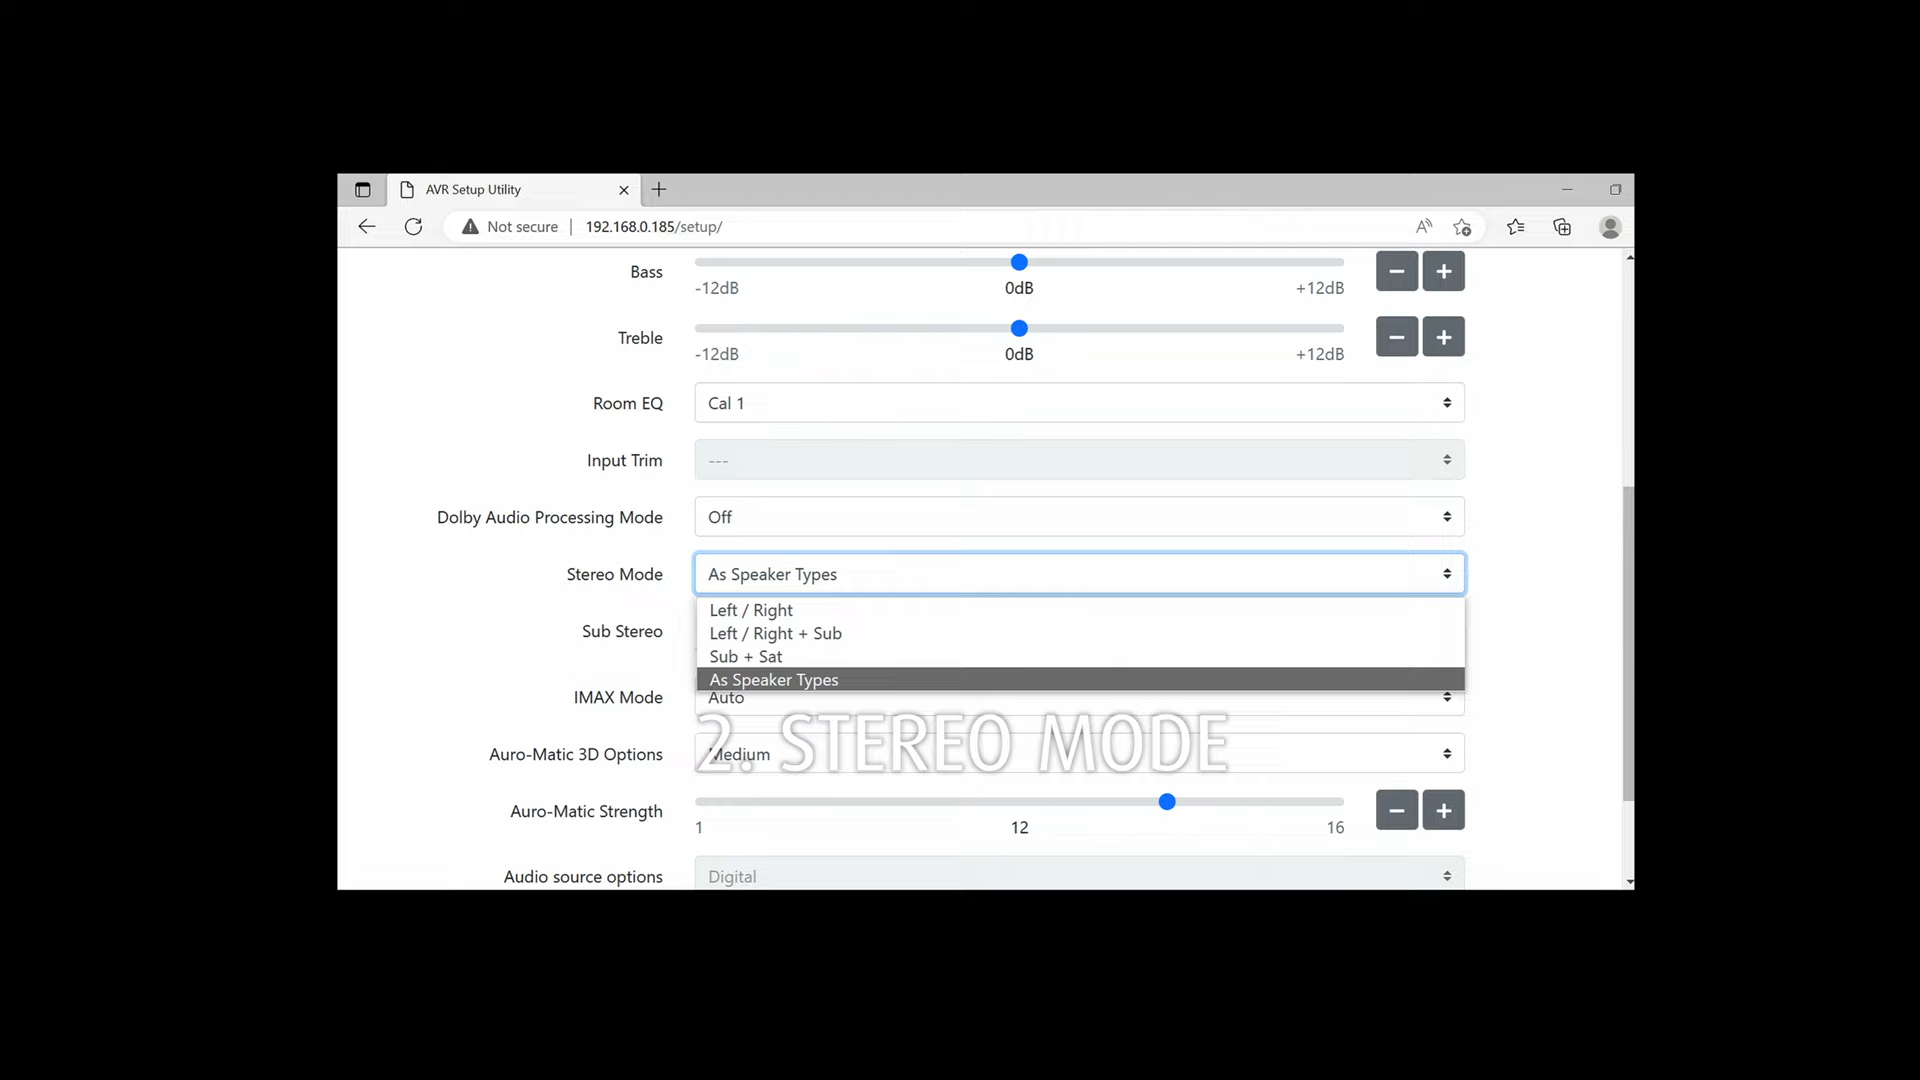 AVR Setup Utility
Not secure 192.168.0.185/setup/
Bass
-12dB 0dB +12dB
Treble
-12dB 0dB +12dB
Room EQ Cal 1
Input Trim ---
Dolby Audio Processing Mode Off
Stereo Mode As Speaker Types
Left / Right
Sub Stereo Left / Right + Sub
Sub + Sat
As Speaker Types
IMAX Mode Auto
2. STEREO MODE
Auro-Matic 3D Options Medium
Auro-Matic Strength
1 12 16
Audio source options Digital